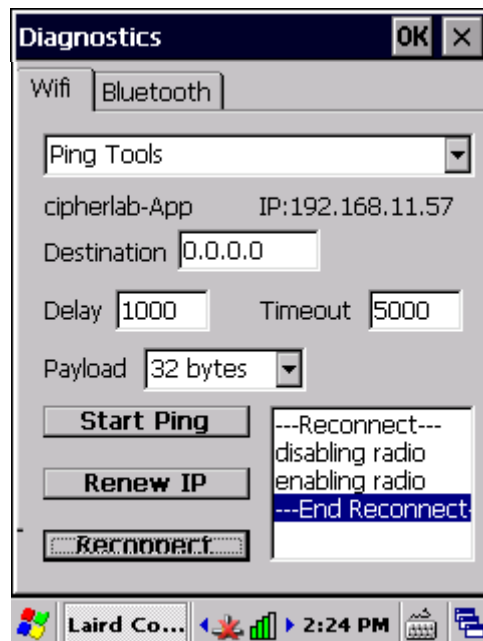 Diagnostics OK
Wifi Bluetooth
Ping Tools
cipherlab-App IP:192.168.11.57
Destination 0.0.0.0
Delay 1000 Timeout 5000
Payload 32 bytes
Start Ping
Renew IP
Reconnect
---Reconnect---
disabling radio
enabling radio
---End Reconnect-
Laird Co... 2:24 PM